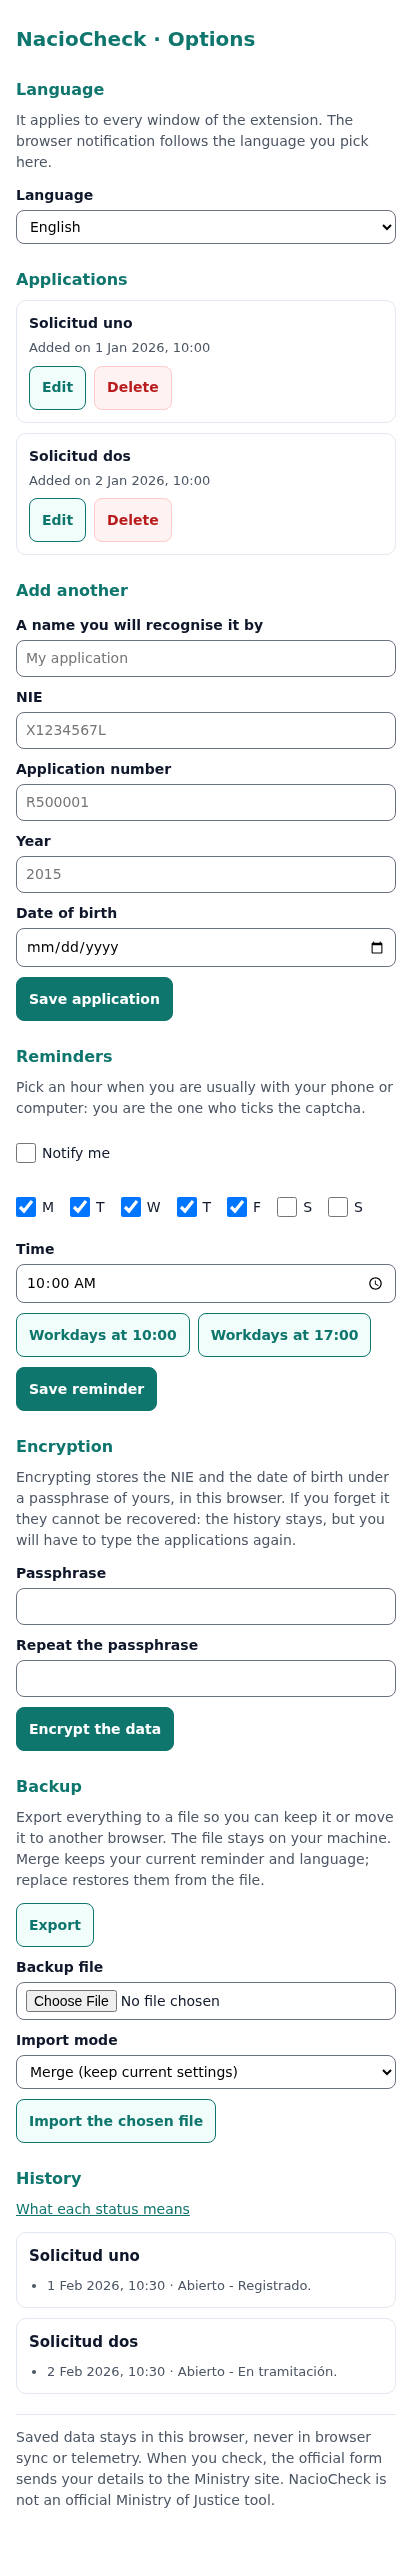 NacioCheck · Options
Language
It applies to every window of the extension. The
browser notification follows the language you pick
here.
Language
English
Applications
Solicitud uno
Added on 1 Jan 2026, 10:00
Edit
Delete
Solicitud dos
Added on 2 Jan 2026, 10:00
Edit
Delete
Add another
A name you will recognise it by
My application
NIE
X1234567L
Application number
R500001
Year
2015
Date of birth
mm/dd/yyyy
Save application
Reminders
Pick an hour when you are usually with your phone or
computer: you are the one who ticks the captcha.
Notify me
M T W T F S S
Time
10:00 AM
Workdays at 10:00
Workdays at 17:00
Save reminder
Encryption
Encrypting stores the NIE and the date of birth under
a passphrase of yours, in this browser. If you forget it
they cannot be recovered: the history stays, but you
will have to type the applications again.
Passphrase
Repeat the passphrase
Encrypt the data
Backup
Export everything to a file so you can keep it or move
it to another browser. The file stays on your machine.
Merge keeps your current reminder and language;
replace restores them from the file.
Export
Backup file
Choose File No file chosen
Import mode
Merge (keep current settings)
Import the chosen file
History
What each status means
Solicitud uno
• 1 Feb 2026, 10:30 · Abierto - Registrado.
Solicitud dos
• 2 Feb 2026, 10:30 · Abierto - En tramitación.
Saved data stays in this browser, never in browser
sync or telemetry. When you check, the official form
sends your details to the Ministry site. NacioCheck is
not an official Ministry of Justice tool.